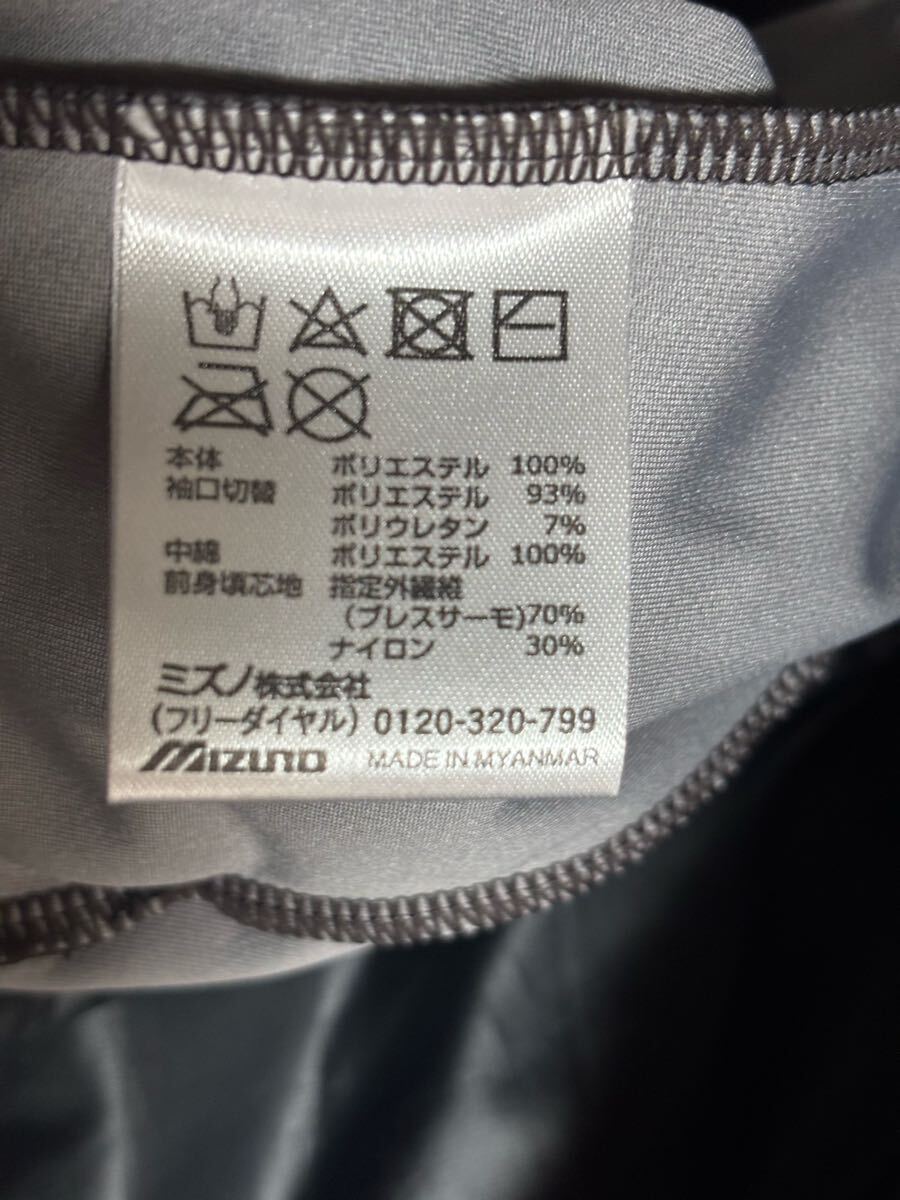 本体 ポリエステル 100%
袖口切替 ポリエステル 93%
ポリウレタン 7%
中綿 ポリエステル 100%
前身頃芯地 指定外繊維
(ブレスサーモ)70%
ナイロン 30%
ミズノ株式会社
(フリーダイヤル) 0120-320-799
MIZUNO MADE IN MYANMAR